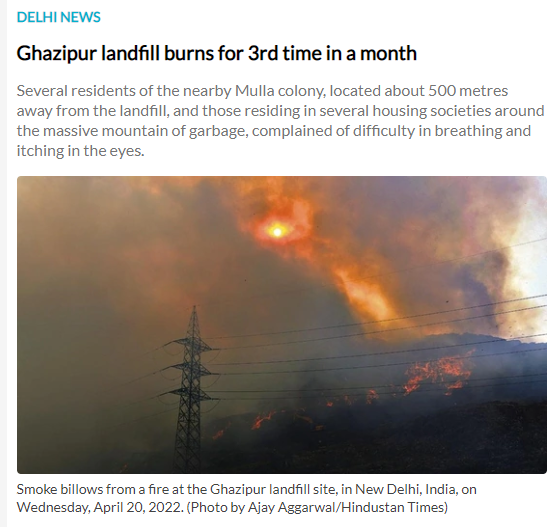 DELHI NEWS
Ghazipur landfill burns for 3rd time in a month
Several residents of the nearby Mulla colony, located about 500 metres
away from the landfill, and those residing in several housing societies around
the massive mountain of garbage, complained of difficulty in breathing and
itching in the eyes.
Smoke billows from a fire at the Ghazipur landfill site, in New Delhi, India, on
Wednesday, April 20, 2022. (Photo by Ajay Aggarwal/Hindustan Times)